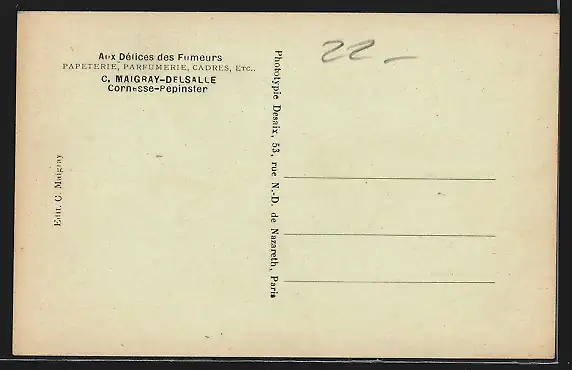 Aux Délices des Fumeurs
PAPETERIE, PARFUMERIE, CADRES, ETC..
C. MAIGRAY-DELSALLE
Cornesse-Pepinster
Edit. C. Maigray
Phototypie Desaix, 53, rue N.-D. de Nazareth, Paris
22 -